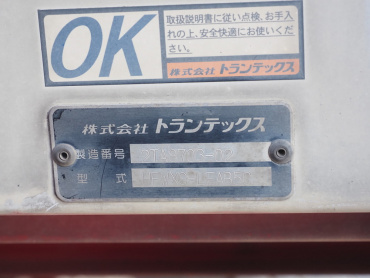 OK
取扱説明書に従い点検、お手入
れの上、安全快適にお使いくださ
い。
株式会社 トランテックス
株式会社 トランテックス
製造番号
型 式